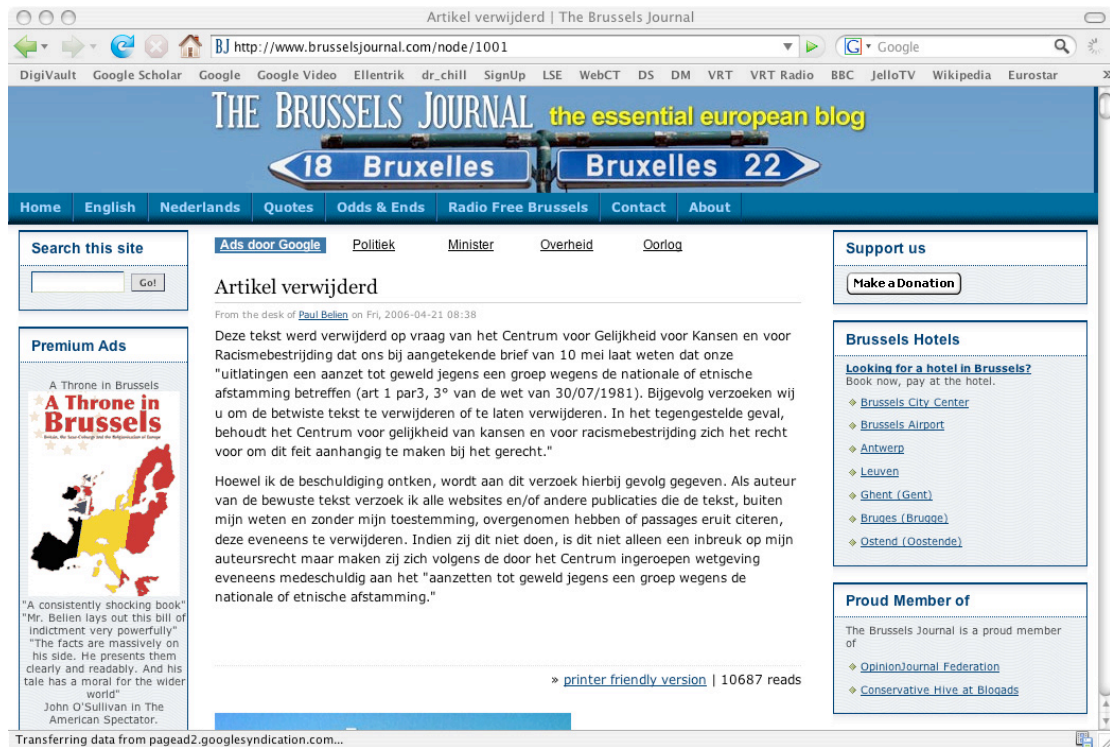 Artikel verwijderd | The Brussels Journal
BJ http://www.brusselsjournal.com/node/1001
G Google
DigiVault Google Scholar Google Google Video Ellentrik dr_chill SignUp LSE WebCT DS DM VRT VRT Radio BBC JelloTV Wikipedia Eurostar
THE BRUSSELS JOURNAL the essential european blog
18 Bruxelles
Bruxelles 22
Home English Nederlands Quotes Odds & Ends Radio Free Brussels Contact About
Search this site
Go!
Premium Ads
A Throne in Brussels
A Throne in
Brussels
"A consistently shocking book"
"Mr. Belien lays out this bill of
indictment very powerfully"
"The facts are massively on
his side. He presents them
clearly and readably. And his
tale has a moral for the wider
world"
John O'Sullivan in The
American Spectator.
Ads door Google Politiek Minister Overheid Oorlog
Artikel verwijderd
From the desk of Paul Belien on Fri, 2006-04-21 08:38
Deze tekst werd verwijderd op vraag van het Centrum voor Gelijkheid voor Kansen en voor
Racismebestrijding dat ons bij aangetekende brief van 10 mei laat weten dat onze
"uitlatingen een aanzet tot geweld jegens een groep wegens de nationale of etnische
afstamming betreffen (art 1 par3, 3° van de wet van 30/07/1981). Bijgevolg verzoeken wij
u om de betwiste tekst te verwijderen of te laten verwijderen. In het tegengestelde geval,
behoudt het Centrum voor gelijkheid van kansen en voor racismebestrijding zich het recht
voor om dit feit aanhangig te maken bij het gerecht."
Hoewel ik de beschuldiging ontken, wordt aan dit verzoek hierbij gevolg gegeven. Als auteur
van de bewuste tekst verzoek ik alle websites en/of andere publicaties die de tekst, buiten
mijn weten en zonder mijn toestemming, overgenomen hebben of passages eruit citeren,
deze eveneens te verwijderen. Indien zij dit niet doen, is dit niet alleen een inbreuk op mijn
auteursrecht maar maken zij zich volgens de door het Centrum ingeroepen wetgeving
eveneens medeschuldig aan het "aanzetten tot geweld jegens een groep wegens de
nationale of etnische afstamming."
» printer friendly version | 10687 reads
Support us
Make a Donation
Brussels Hotels
Looking for a hotel in Brussels?
Book now, pay at the hotel.
Brussels City Center
Brussels Airport
Antwerp
Leuven
Ghent (Gent)
Bruges (Brugge)
Ostend (Oostende)
Proud Member of
The Brussels Journal is a proud member
of
OpinionJournal Federation
Conservative Hive at Blogads
Transferring data from pagead2.googlesyndication.com...